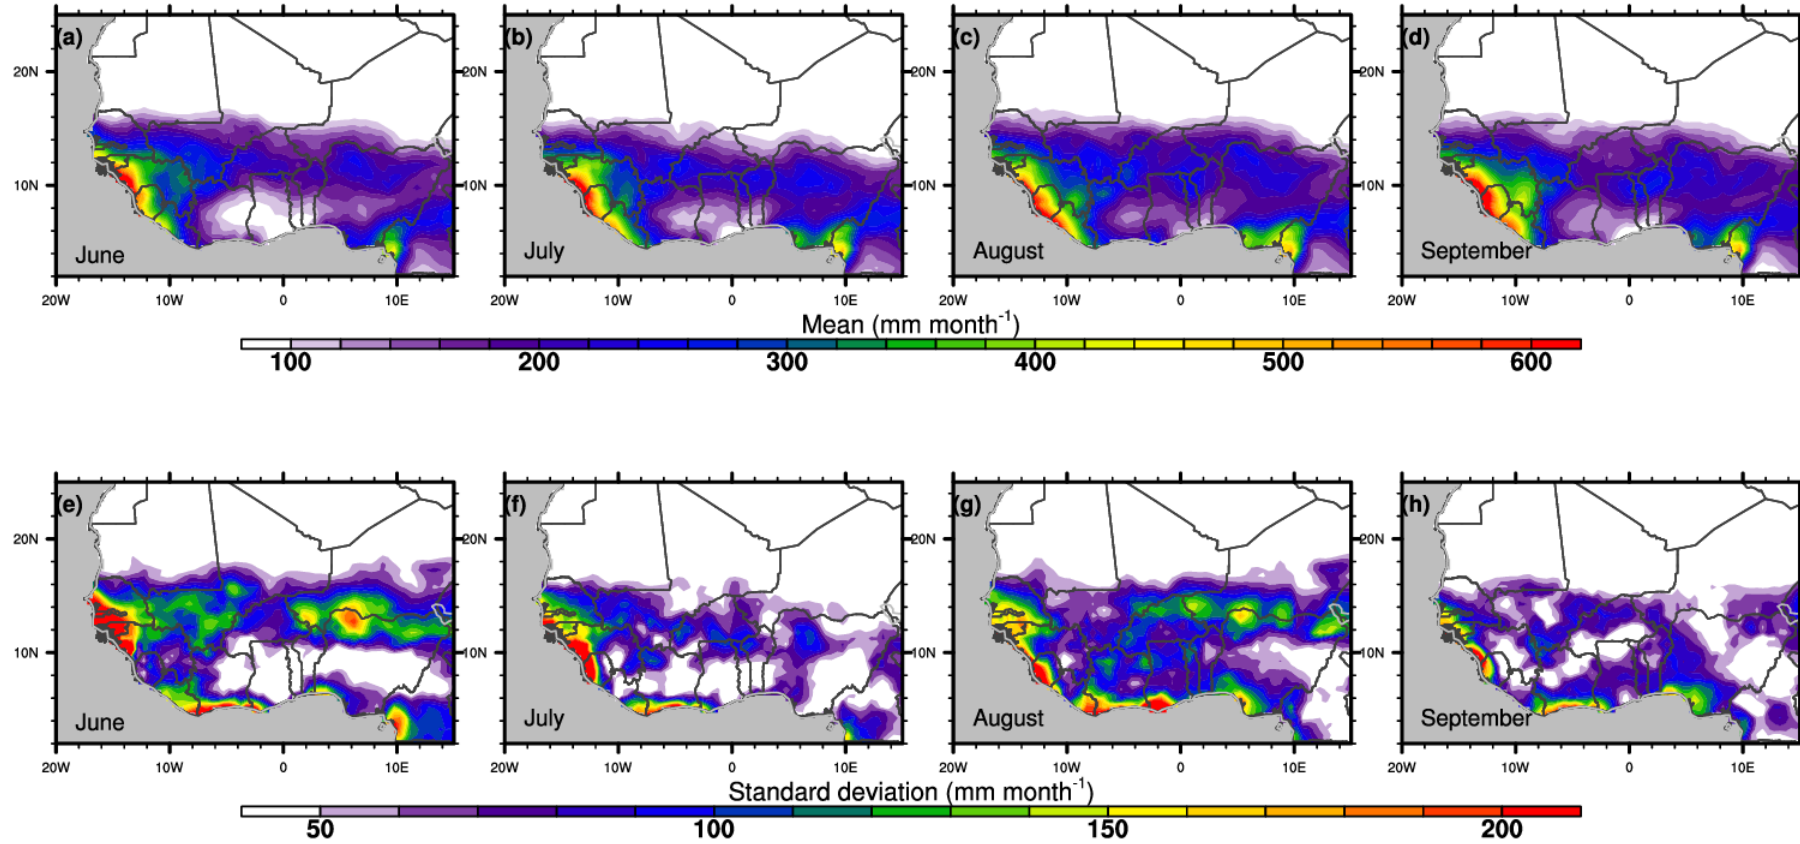 (a) (b) (c) (d)
20N 20N 20N 20N
10N 10N 10N 10N
June July August September
20W 10W 0 10E 20W 10W 0 10E 20W 10W 0 10E 20W 10W 0 10E
Mean (mm month-1)
100 200 300 400 500 600
(e) (f) (g) (h)
20N 20N 20N 20N
10N 10N 10N 10N
June July August September
20W 10W 0 10E 20W 10W 0 10E 20W 10W 0 10E 20W 10W 0 10E
Standard deviation (mm month-1)
50 100 150 200